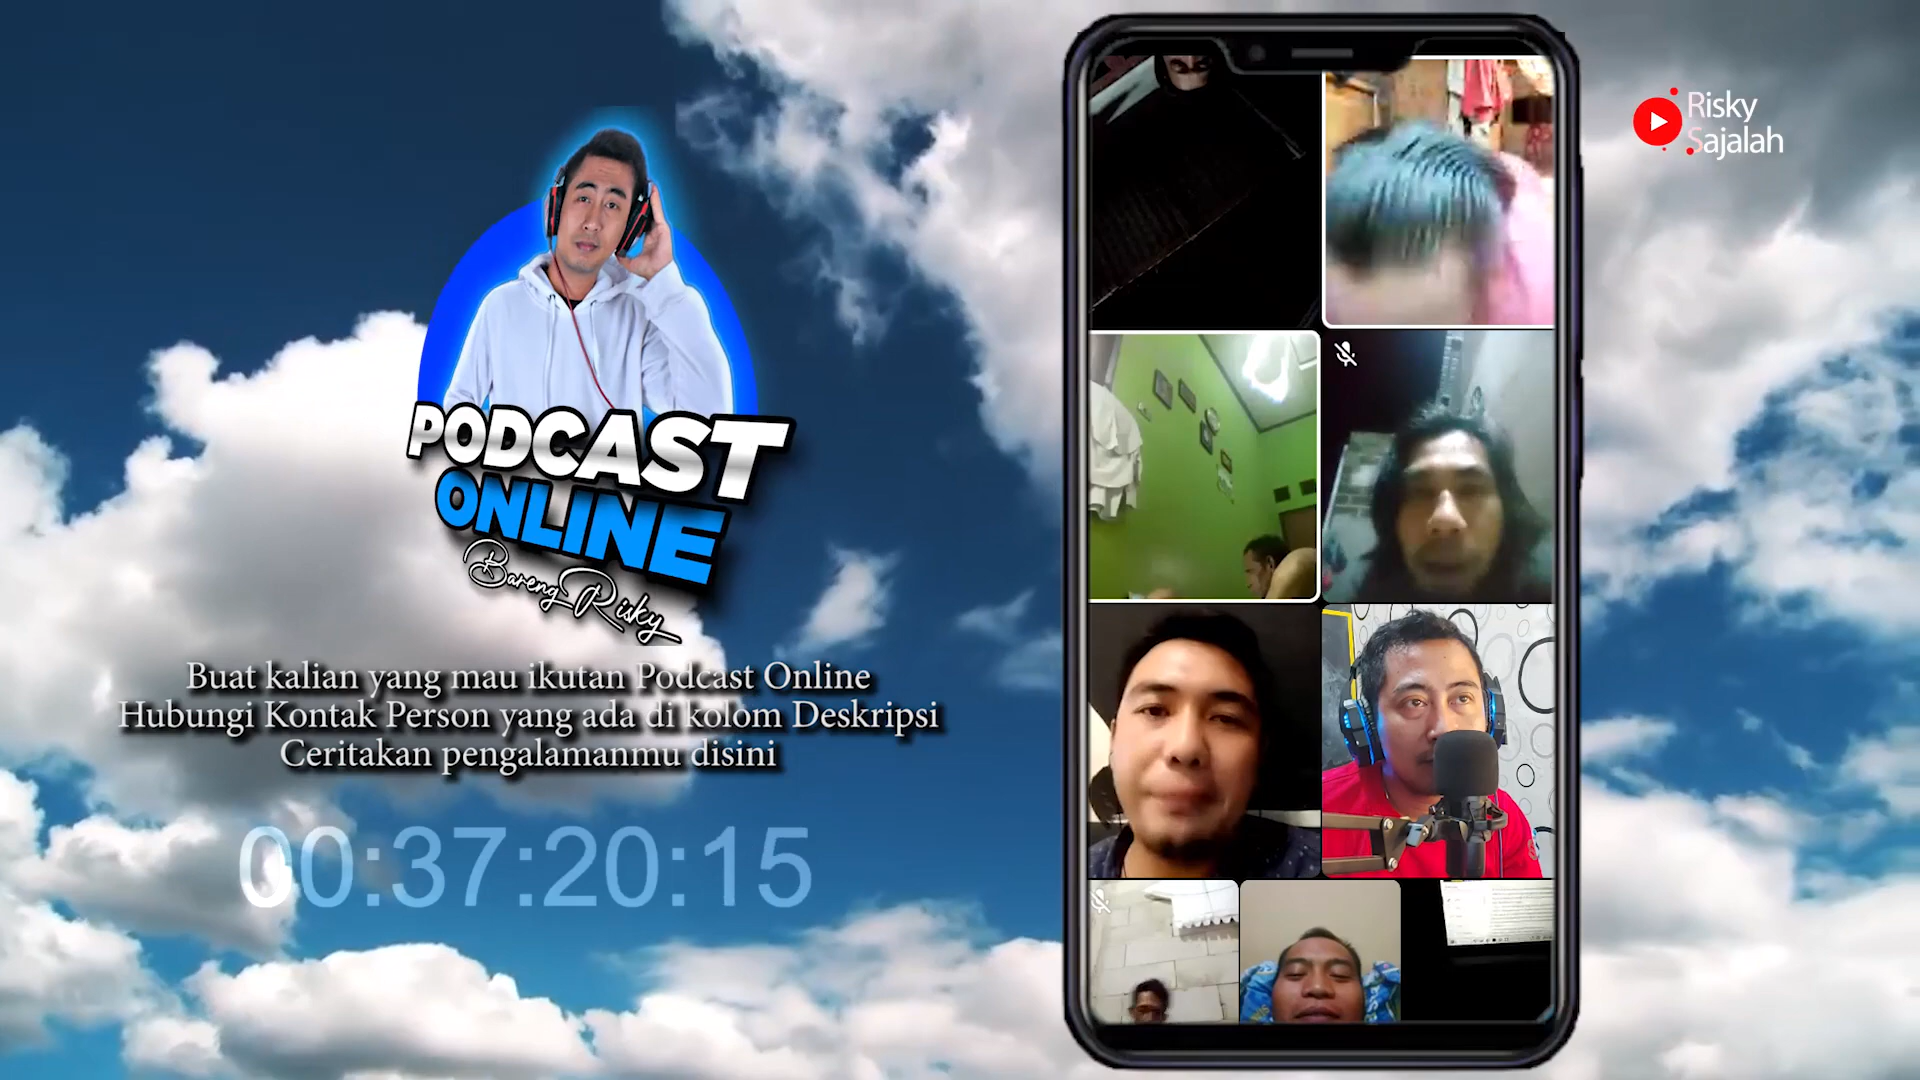 Risky
Sajalah
PODCAST
ONLINE
Bareng Risky
Buat kalian yang mau ikutan Podcast Online
Hubungi Kontak Person yang ada di kolom Deskripsi
Ceritakan pengalamanmu disini
00:37:20:15